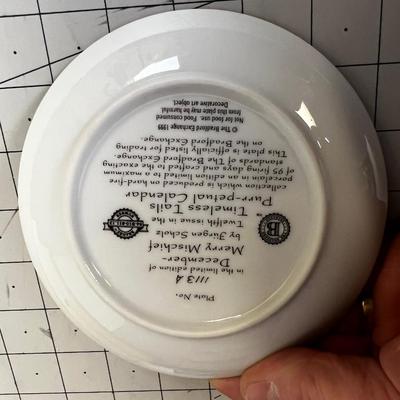 Plate No.
1113 A
in the limited edition of
December-
Merry Mischief
by Jürgen Scholz
Twelfth issue in the
Timeless Tails
Purr-petual Calendar
collection which is produced on hard-fire
porcelain in an edition limited to a maximum
of 95 firing days and crafted to the exacting
standards of The Bradford Exchange.
This plate is officially listed for trading
on the Bradford Exchange.
© The Bradford Exchange 1999
Not for food use. Food consumed
from this plate may be harmful.
Decorative art object.
B